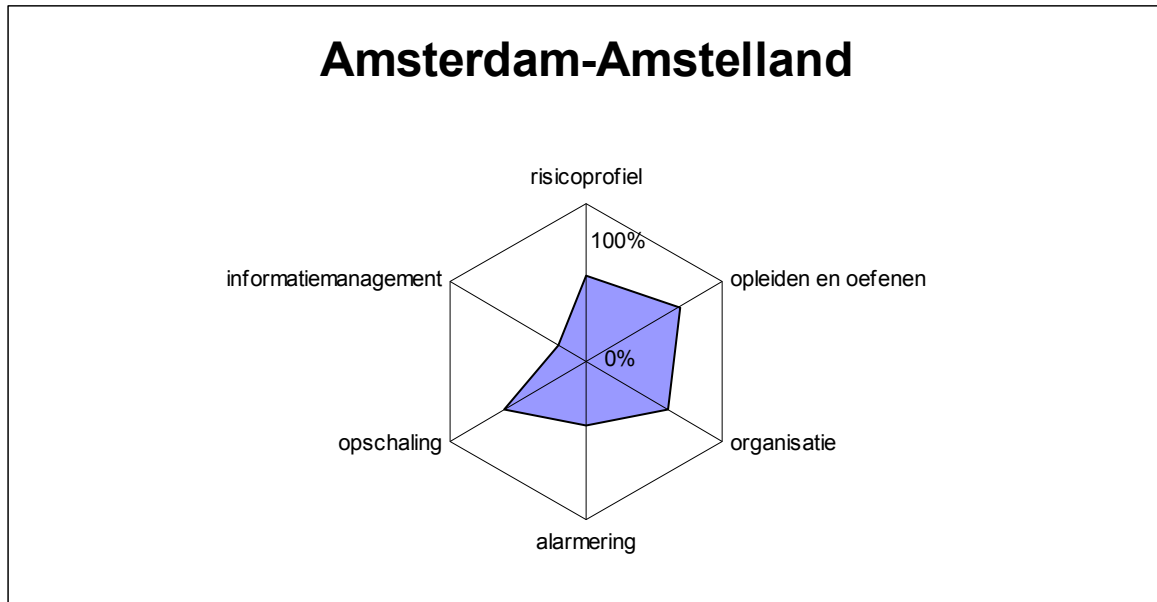 Amsterdam-Amstelland
risicoprofiel
100%
informatiemanagement
opleiden en oefenen
0%
opschaling
organisatie
alarmering